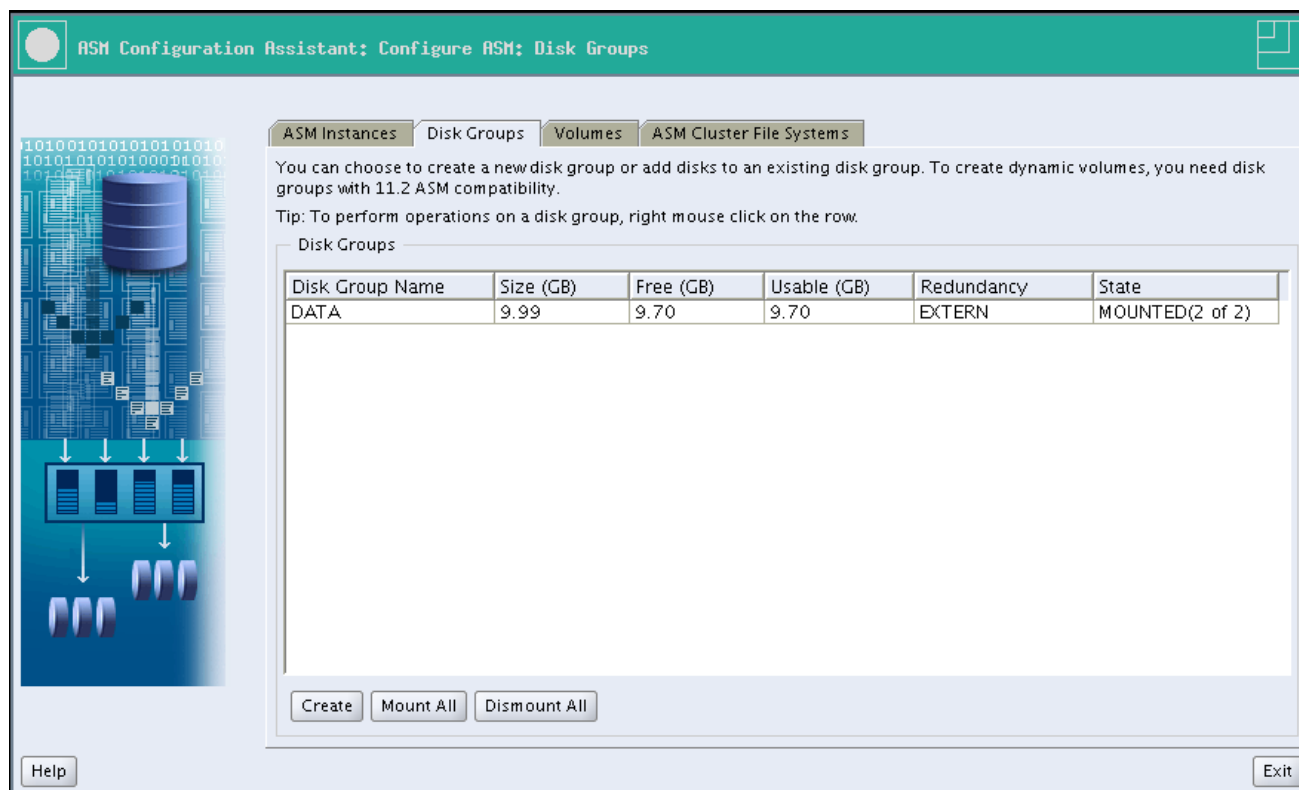 ASM Configuration Assistant: Configure ASM: Disk Groups
ASM Instances Disk Groups Volumes ASM Cluster File Systems
You can choose to create a new disk group or add disks to an existing disk group. To create dynamic volumes, you need disk
groups with 11.2 ASM compatibility.
Tip: To perform operations on a disk group, right mouse click on the row.
Disk Groups
Disk Group Name Size (GB) Free (GB) Usable (GB) Redundancy State
DATA 9.99 9.70 9.70 EXTERN MOUNTED(2 of 2)
Create Mount All Dismount All
Help Exit